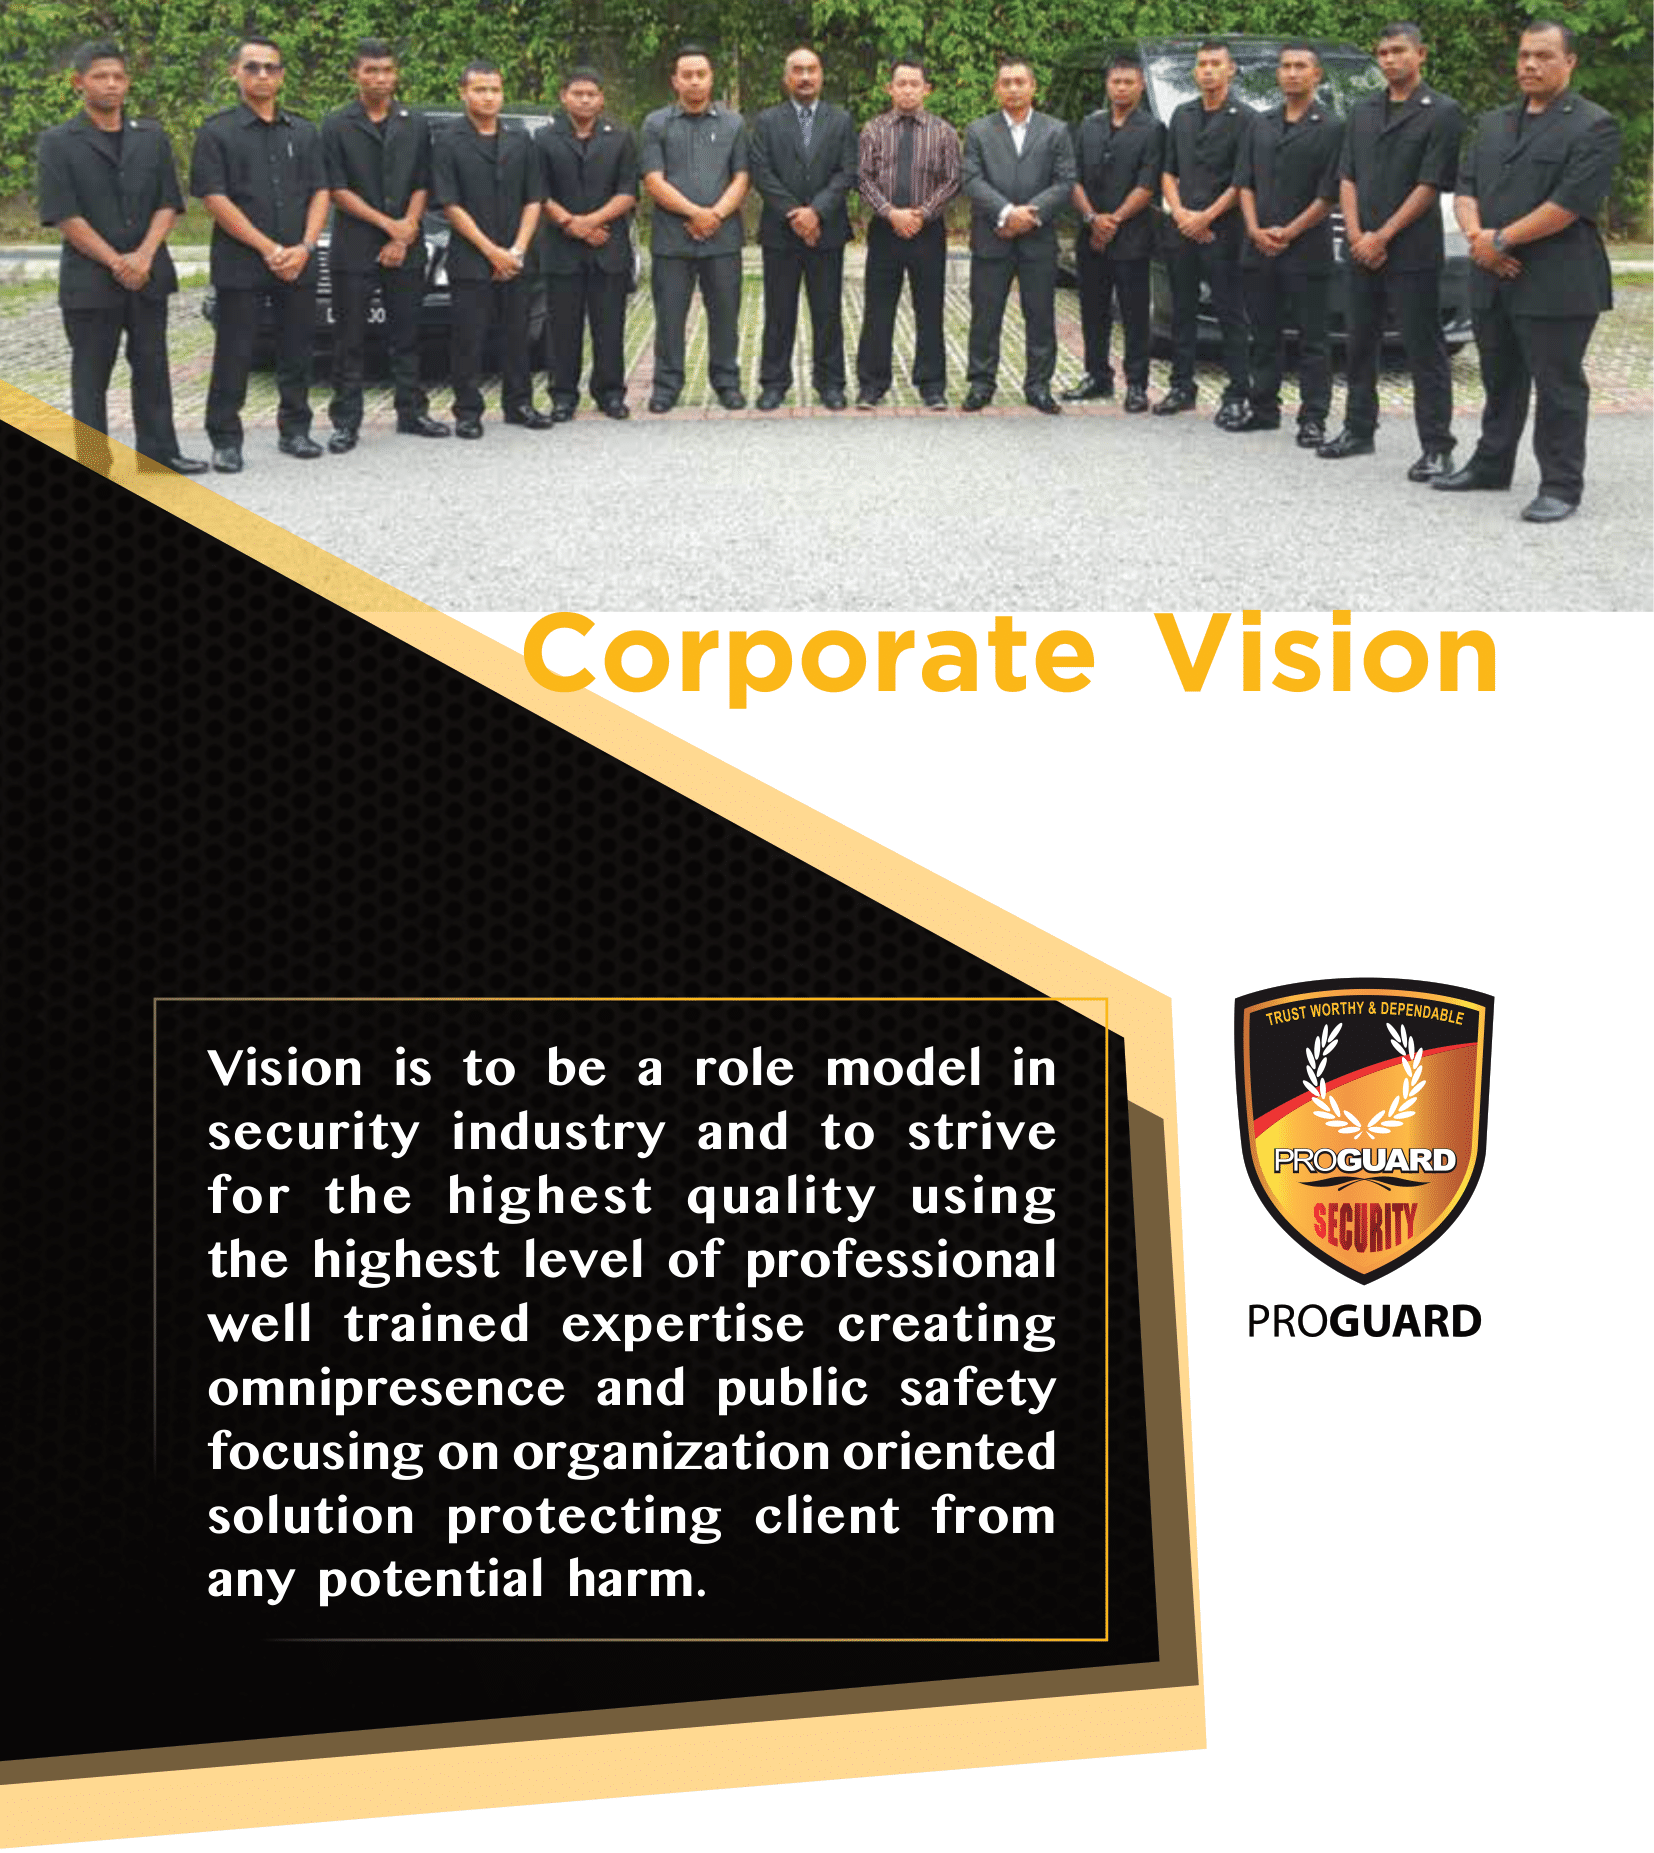 Corporate Vision
Vision is to be a role model in
security industry and to strive
for the highest quality using
the highest level of professional
well trained expertise creating
omnipresence and public safety
focusing on organization oriented
solution protecting client from
any potential harm.
TRUST WORTHY & DEPENDABLE
PROGUARD
SECURITY
PROGUARD